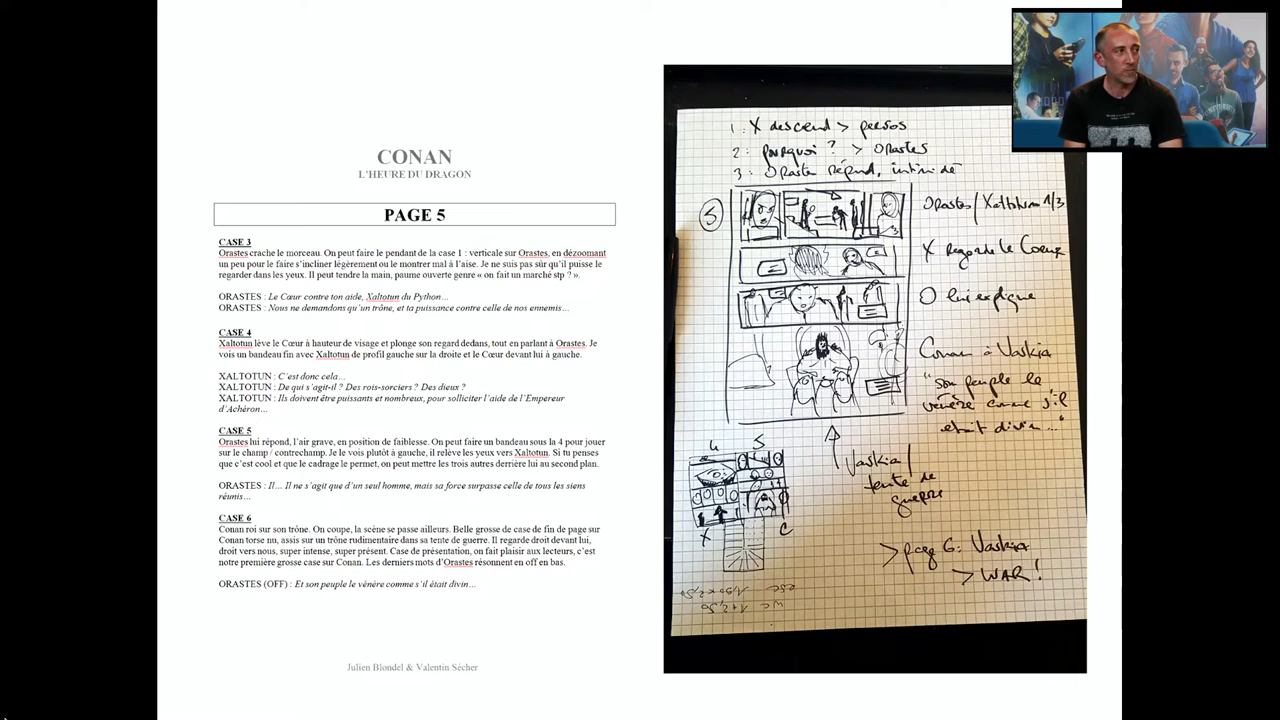 CONAN
L'HEURE DU DRAGON
PAGE 5
CASE 3
Orastes crache le morceau. On peut faire le pendant de la case 1 : verticale sur Orastes, en dézoomant
un peu pour le faire s'incliner légèrement ou le montrer mal à l'aise. Je ne suis pas sûr qu'il puisse le
regarder dans les yeux. Il peut tendre la main, paume ouverte genre « on fait un marché stp ? ».
ORASTES : Le Cœur contre ton aide, Xaltotun du Python…
ORASTES : Nous ne demandons qu'un trône, et ta puissance contre celle de nos ennemis…
CASE 4
Xaltotun lève le Cœur à hauteur de visage et plonge son regard dedans, tout en parlant à Orastes. Je
vois un bandeau fin avec Xaltotun de profil gauche sur la droite et le Cœur devant lui à gauche.
XALTOTUN : C'est donc cela…
XALTOTUN : De qui s'agit-il ? Des rois-sorciers ? Des dieux ?
XALTOTUN : Ils doivent être puissants et nombreux, pour solliciter l'aide de l'Empereur
d'Achéron…
CASE 5
Orastes lui répond, l'air grave, en position de faiblesse. On peut faire un bandeau sous la 4 pour jouer
sur le champ / contrechamp. Je le vois plutôt à gauche, il relève les yeux vers Xaltotun. Si tu penses
que c'est cool et que le cadrage le permet, on peut mettre les trois autres derrière lui au second plan.
ORASTES : Il… Il ne s'agit que d'un seul homme, mais sa force surpasse celle de tous les siens
réunis…
CASE 6
Conan roi sur son trône. On coupe, la scène se passe ailleurs. Belle grosse de case de fin de page sur
Conan torse nu, assis sur un trône rudimentaire dans sa tente de guerre. Il regarde droit devant lui,
droit vers nous, super intense, super présent. Case de présentation, on fait plaisir aux lecteurs, c'est
notre première grosse case sur Conan. Les derniers mots d'Orastes résonnent en off en bas.
ORASTES (OFF) : Et son peuple le vénère comme s'il était divin…
Julien Blondel & Valentin Sécher
1. X descend > persos
2: pourquoi ? > Orastes
3: Orastes répond, intimidé
5
Orastes / Xaltotun 1/3
X regarde le Coeur
O lui explique
Conan à Vaskia
"son peuple le
vénère comme s'il
était divin..."
4 5
Vaskia /
tente de
guerre
X C
> page 6: Vaskia
> WAR !